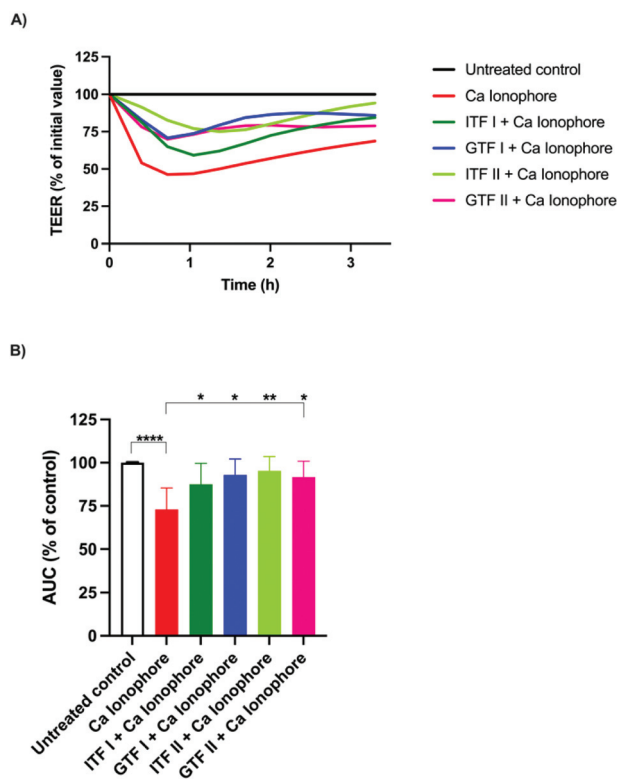 A)
TEER (% of initial value)
125
100
75
50
25
0
0 1 2 3
Time (h)
Untreated control
Ca Ionophore
ITF I + Ca Ionophore
GTF I + Ca Ionophore
ITF II + Ca Ionophore
GTF II + Ca Ionophore
B)
AUC (% of control)
125
100
75
50
25
0
**** * * ** *
Untreated control
Ca Ionophore
ITF I + Ca Ionophore
GTF I + Ca Ionophore
ITF II + Ca Ionophore
GTF II + Ca Ionophore